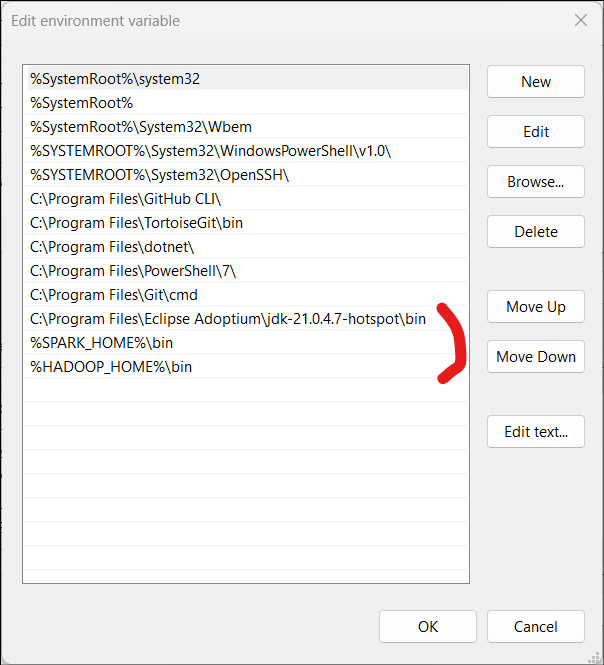 Edit environment variable
%SystemRoot%\system32
%SystemRoot%
%SystemRoot%\System32\Wbem
%SYSTEMROOT%\System32\WindowsPowerShell\v1.0\
%SYSTEMROOT%\System32\OpenSSH\
C:\Program Files\GitHub CLI\
C:\Program Files\TortoiseGit\bin
C:\Program Files\dotnet\
C:\Program Files\PowerShell\7\
C:\Program Files\Git\cmd
C:\Program Files\Eclipse Adoptium\jdk-21.0.4.7-hotspot\bin
%SPARK_HOME%\bin
%HADOOP_HOME%\bin
New
Edit
Browse...
Delete
Move Up
Move Down
Edit text...
OK
Cancel